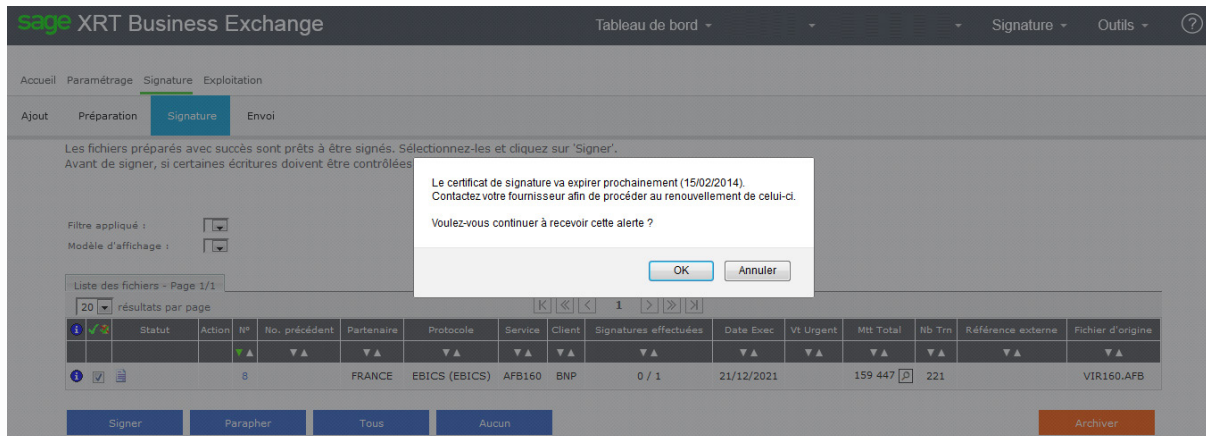 sage XRT Business Exchange
Tableau de bord
Signature
Outils
?
Accueil Paramétrage Signature Exploitation
Ajout Préparation Signature Envoi
Les fichiers préparés avec succès sont prêts à être signés. Sélectionnez-les et cliquez sur 'Signer'.
Avant de signer, si certaines écritures doivent être contrôlées
Le certificat de signature va expirer prochainement (15/02/2014).
Contactez votre fournisseur afin de procéder au renouvellement de celui-ci.
Voulez-vous continuer à recevoir cette alerte ?
OK Annuler
Filtre appliqué :
Modèle d'affichage :
Liste des fichiers - Page 1/1
20 résultats par page
1
Statut Action N° No. précédent Partenaire Protocole Service Client Signatures effectuées Date Exec Vt Urgent Mtt Total Nb Trn Référence externe Fichier d'origine
8 FRANCE EBICS (EBICS) AFB160 BNP 0 / 1 21/12/2021 159 447 221 VIR160.AFB
Signer Parapher Tous Aucun Archiver